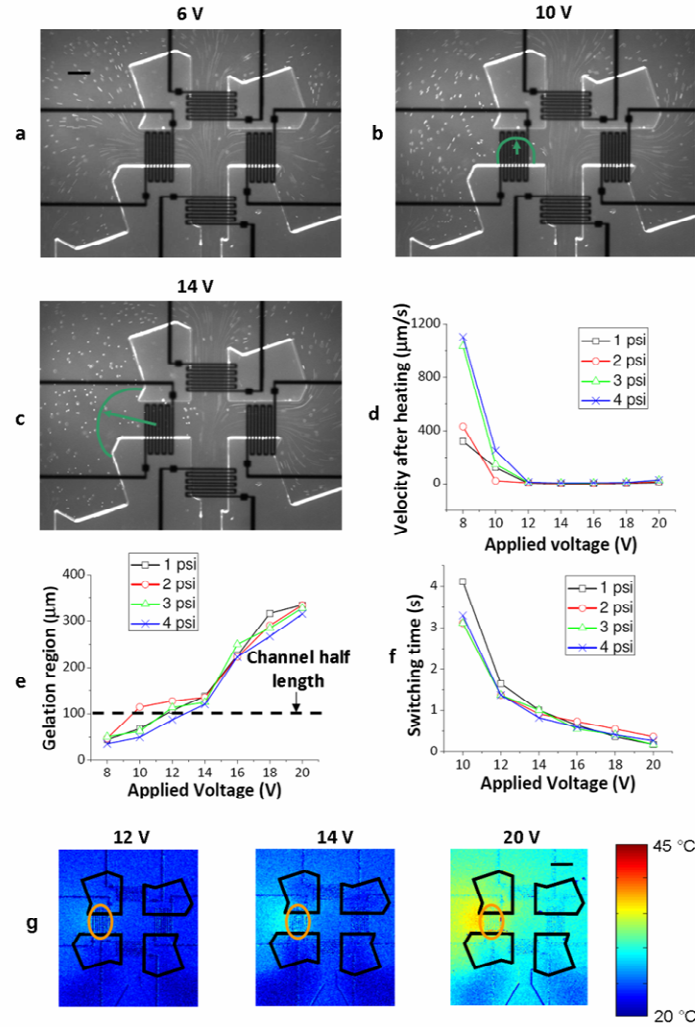 6 V
10 V
a
b
14 V
c
d
Velocity after heating (µm/s)
1200
800
400
0
1 psi
2 psi
3 psi
4 psi
8 10 12 14 16 18 20
Applied voltage (V)
e
Gelation region (µm)
400
300
200
100
0
1 psi
2 psi
3 psi
4 psi
Channel half
length
8 10 12 14 16 18 20
Applied Voltage (V)
f
Switching time (s)
4
3
2
1
0
1 psi
2 psi
3 psi
4 psi
10 12 14 16 18 20
Applied voltage (V)
g
12 V
14 V
20 V
45 °C
20 °C